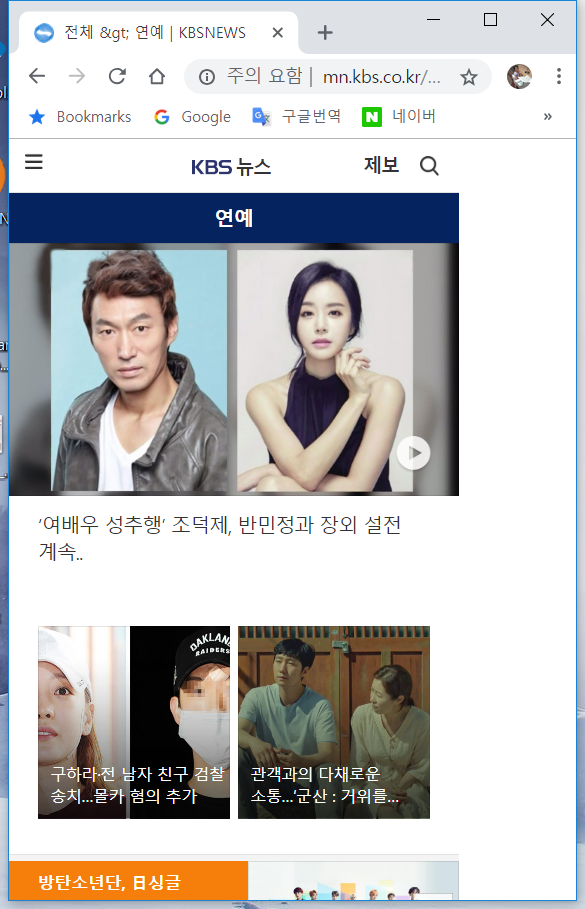 전체 &gt; 연예 | KBSNEWS
주의 요함 | mn.kbs.co.kr/...
Bookmarks Google 구글번역 네이버 »
KBS 뉴스 제보
연예
‘여배우 성추행’ 조덕제, 반민정과 장외 설전
계속..
OAKLAND
RAIDERS
구하라·전 남자 친구 검찰
송치...몰카 혐의 추가
관객과의 다채로운
소통...‘군산 : 거위를...
방탄소년단, 日싱글